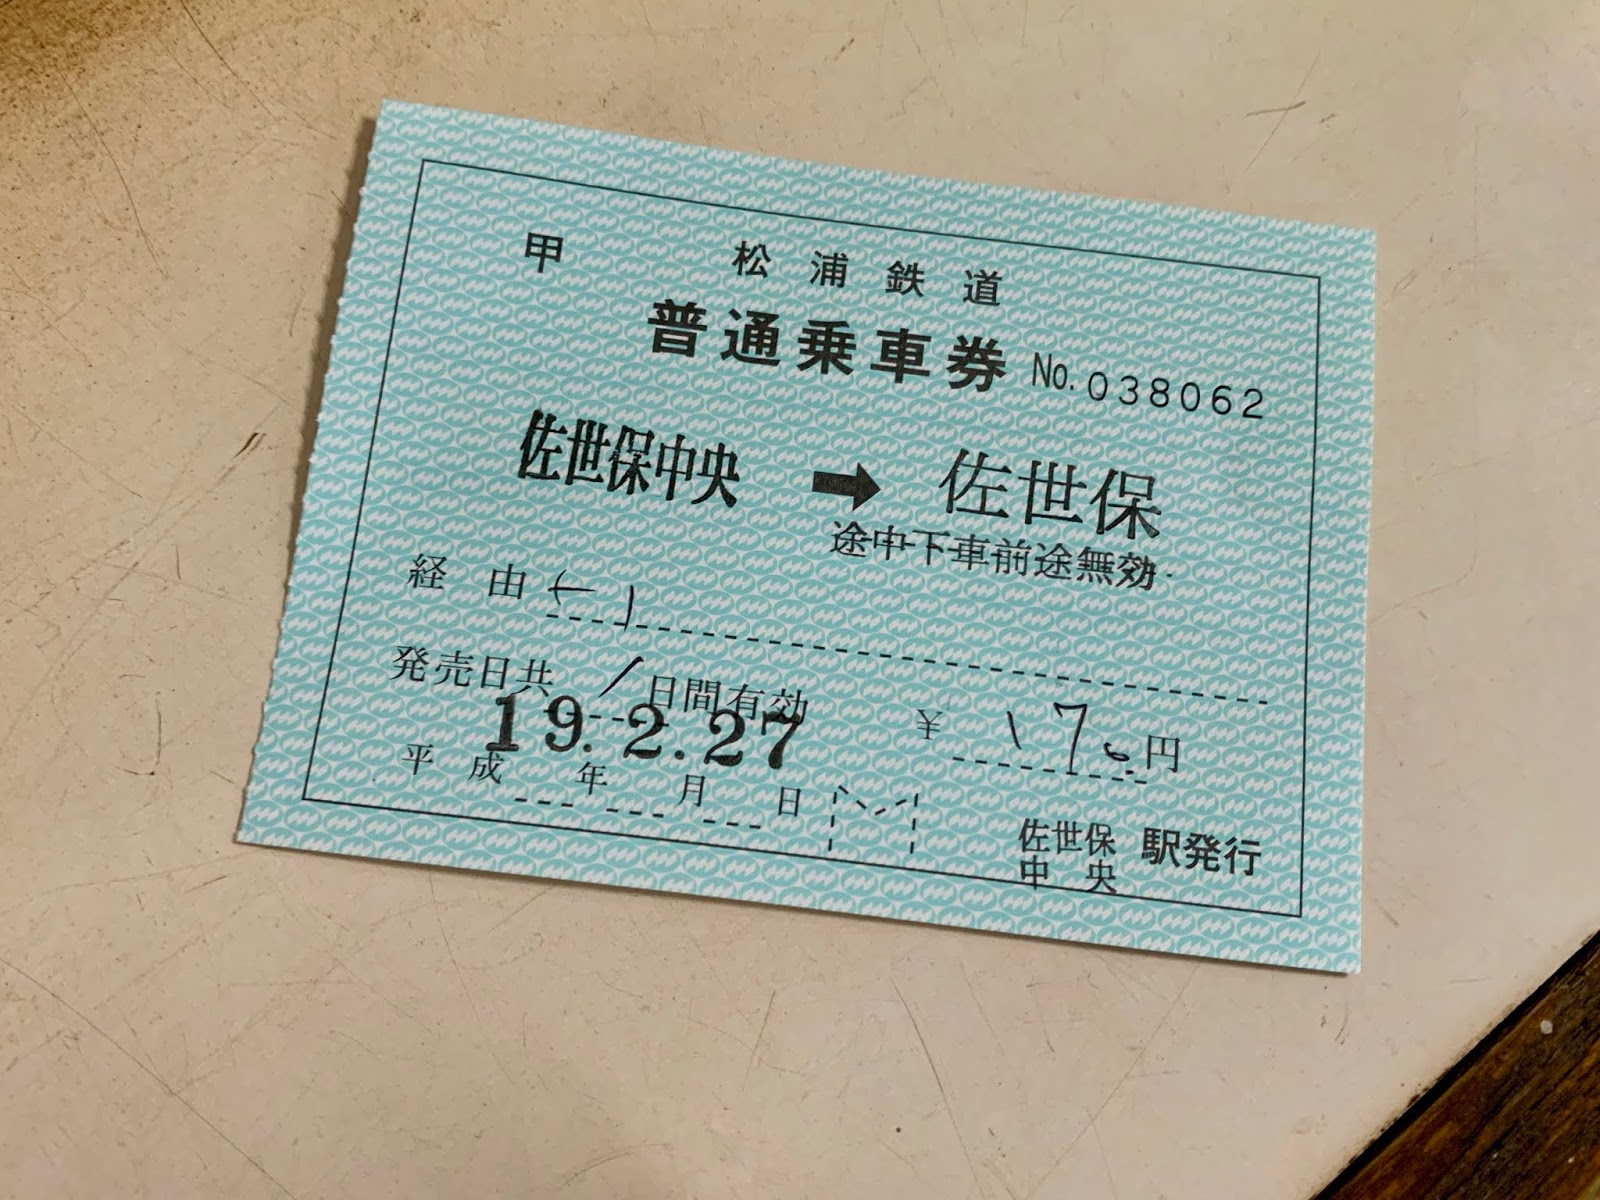 甲 松浦鉄道
普通乗車券 No.038062
佐世保中央 ➡ 佐世保
途中下車前途無効
経由 (ー)
発売日共 1 日間有効
19.2.27
¥ 170 円
平成 年 月 日
佐世保中央 駅発行